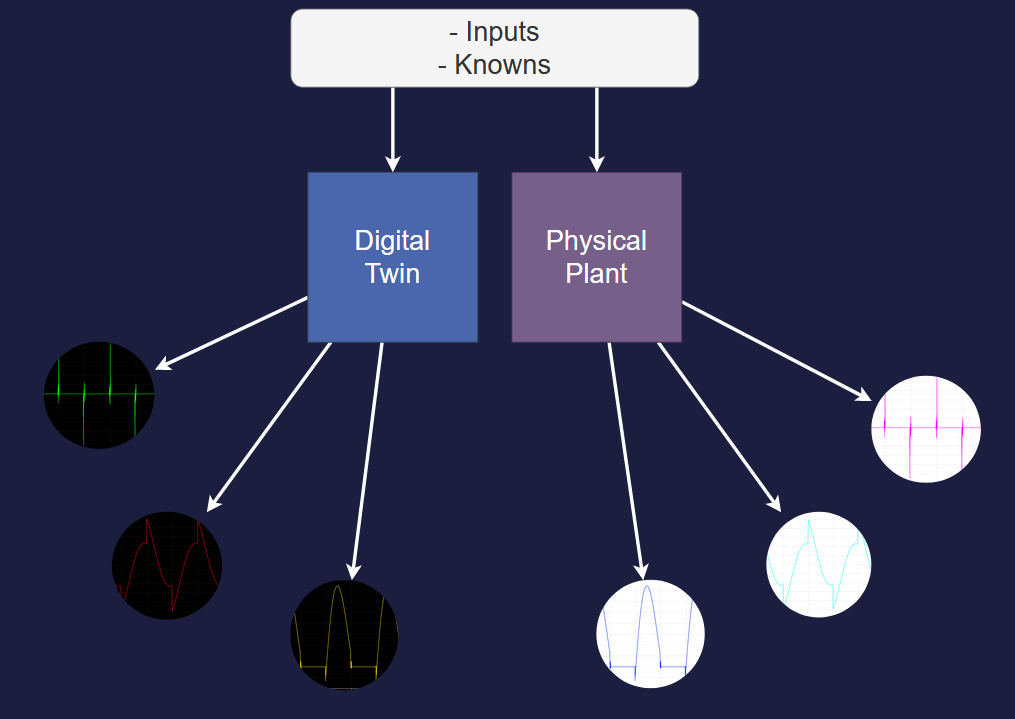 - Inputs
- Knowns
Digital
Twin
Physical
Plant